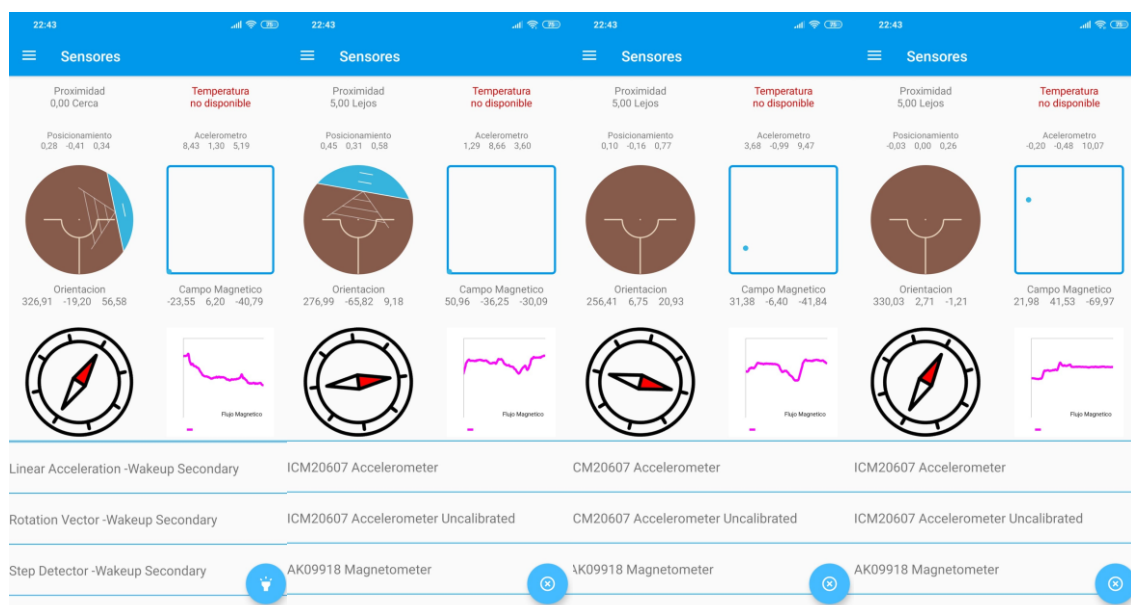 22:43
75
Sensores
Proximidad
0,00 Cerca
Temperatura
no disponible
Posicionamiento
0,28 -0,41 0,34
Acelerometro
8,43 1,30 5,19
Orientacion
326,91 -19,20 56,58
Campo Magnetico
-23,55 6,20 -40,79
Flujo Magnetico
Linear Acceleration -Wakeup Secondary
Rotation Vector -Wakeup Secondary
Step Detector -Wakeup Secondary
22:43
75
Sensores
Proximidad
5,00 Lejos
Temperatura
no disponible
Posicionamiento
0,45 0,31 0,58
Acelerometro
1,29 8,66 3,60
Orientacion
276,99 -65,82 9,18
Campo Magnetico
50,96 -36,25 -30,09
Flujo Magnetico
ICM20607 Accelerometer
ICM20607 Accelerometer Uncalibrated
AK09918 Magnetometer
22:43
75
Sensores
Proximidad
5,00 Lejos
Temperatura
no disponible
Posicionamiento
0,10 -0,16 0,77
Acelerometro
3,68 -0,99 9,47
Orientacion
256,41 6,75 20,93
Campo Magnetico
31,38 -6,40 -41,84
Flujo Magnetico
CM20607 Accelerometer
CM20607 Accelerometer Uncalibrated
AK09918 Magnetometer
22:43
75
Sensores
Proximidad
5,00 Lejos
Temperatura
no disponible
Posicionamiento
-0,03 0,00 0,26
Acelerometro
-0,20 -0,48 10,07
Orientacion
330,03 2,71 -1,21
Campo Magnetico
21,98 41,53 -69,97
Flujo Magnetico
ICM20607 Accelerometer
ICM20607 Accelerometer Uncalibrated
AK09918 Magnetometer